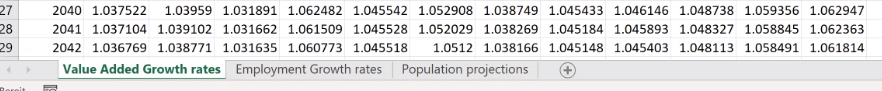 27 2040 1.037522 1.03959 1.031891 1.062482 1.045542 1.052908 1.038749 1.045433 1.046146 1.048738 1.059356 1.062947
28 2041 1.037104 1.039102 1.031662 1.061509 1.045528 1.052029 1.038269 1.045184 1.045893 1.048327 1.058845 1.062363
29 2042 1.036769 1.038771 1.031635 1.060773 1.045518 1.0512 1.038166 1.045148 1.045403 1.048113 1.058491 1.061814
Value Added Growth rates Employment Growth rates Population projections
Bereit